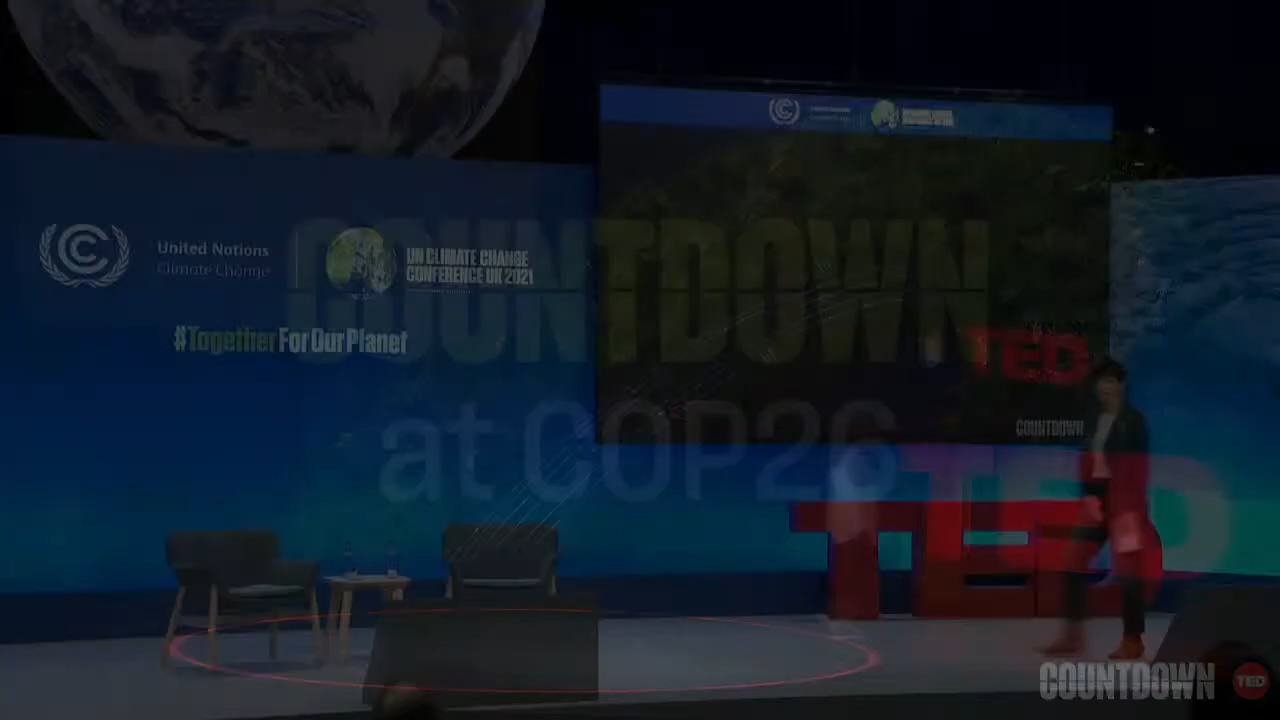 United Nations
Climate Change
UN CLIMATE CHANGE
CONFERENCE UK 2021
#TogetherForOurPlanet
COUNTDOWN
at COP26
TED
COUNTDOWN
TED
COUNTDOWN
TED